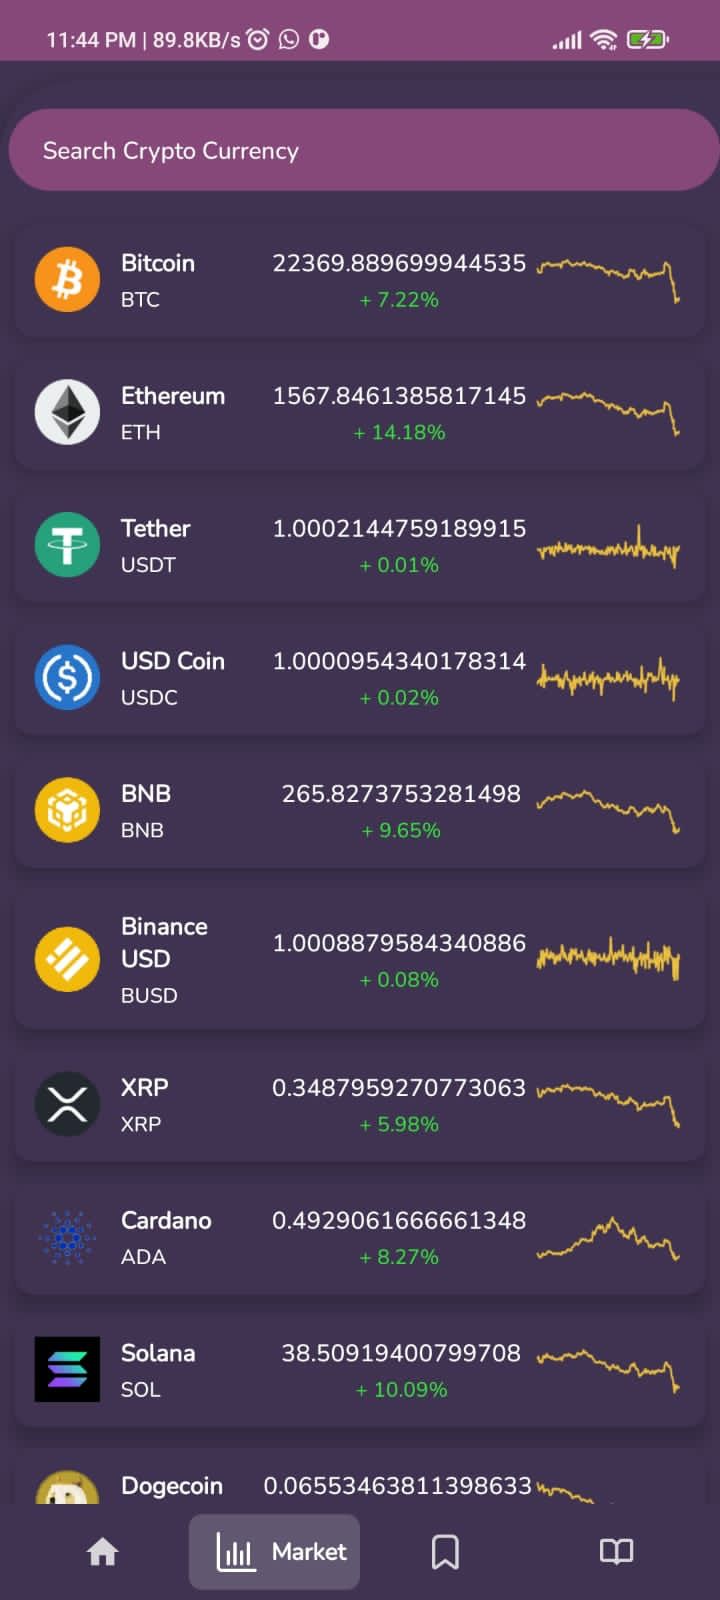 11:44 PM | 89.8KB/s
Search Crypto Currency
Bitcoin 22369.889699944535
BTC + 7.22%
Ethereum 1567.8461385817145
ETH + 14.18%
Tether 1.0002144759189915
USDT + 0.01%
USD Coin 1.0000954340178314
USDC + 0.02%
BNB 265.8273753281498
BNB + 9.65%
Binance
USD 1.0008879584340886
BUSD + 0.08%
XRP 0.3487959270773063
XRP + 5.98%
Cardano 0.4929061666661348
ADA + 8.27%
Solana 38.50919400799708
SOL + 10.09%
Dogecoin 0.06553463811398633
Market